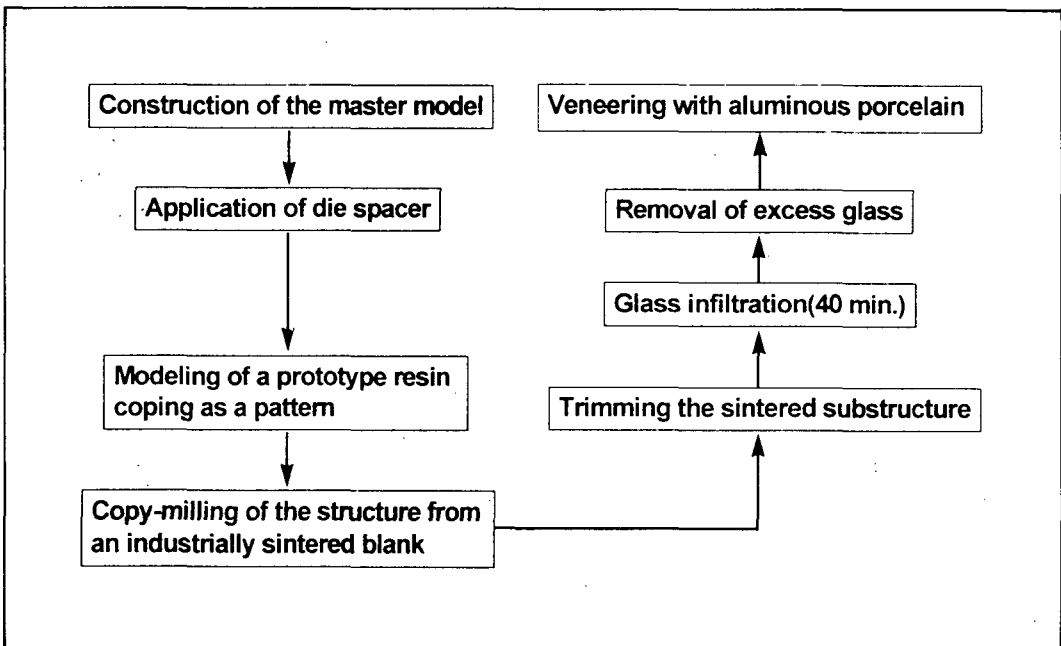 Construction of the master model
Application of die spacer
Modeling of a prototype resin
coping as a pattern
Copy-milling of the structure from
an industrially sintered blank
Trimming the sintered substructure
Glass infiltration(40 min.)
Removal of excess glass
Veneering with aluminous porcelain